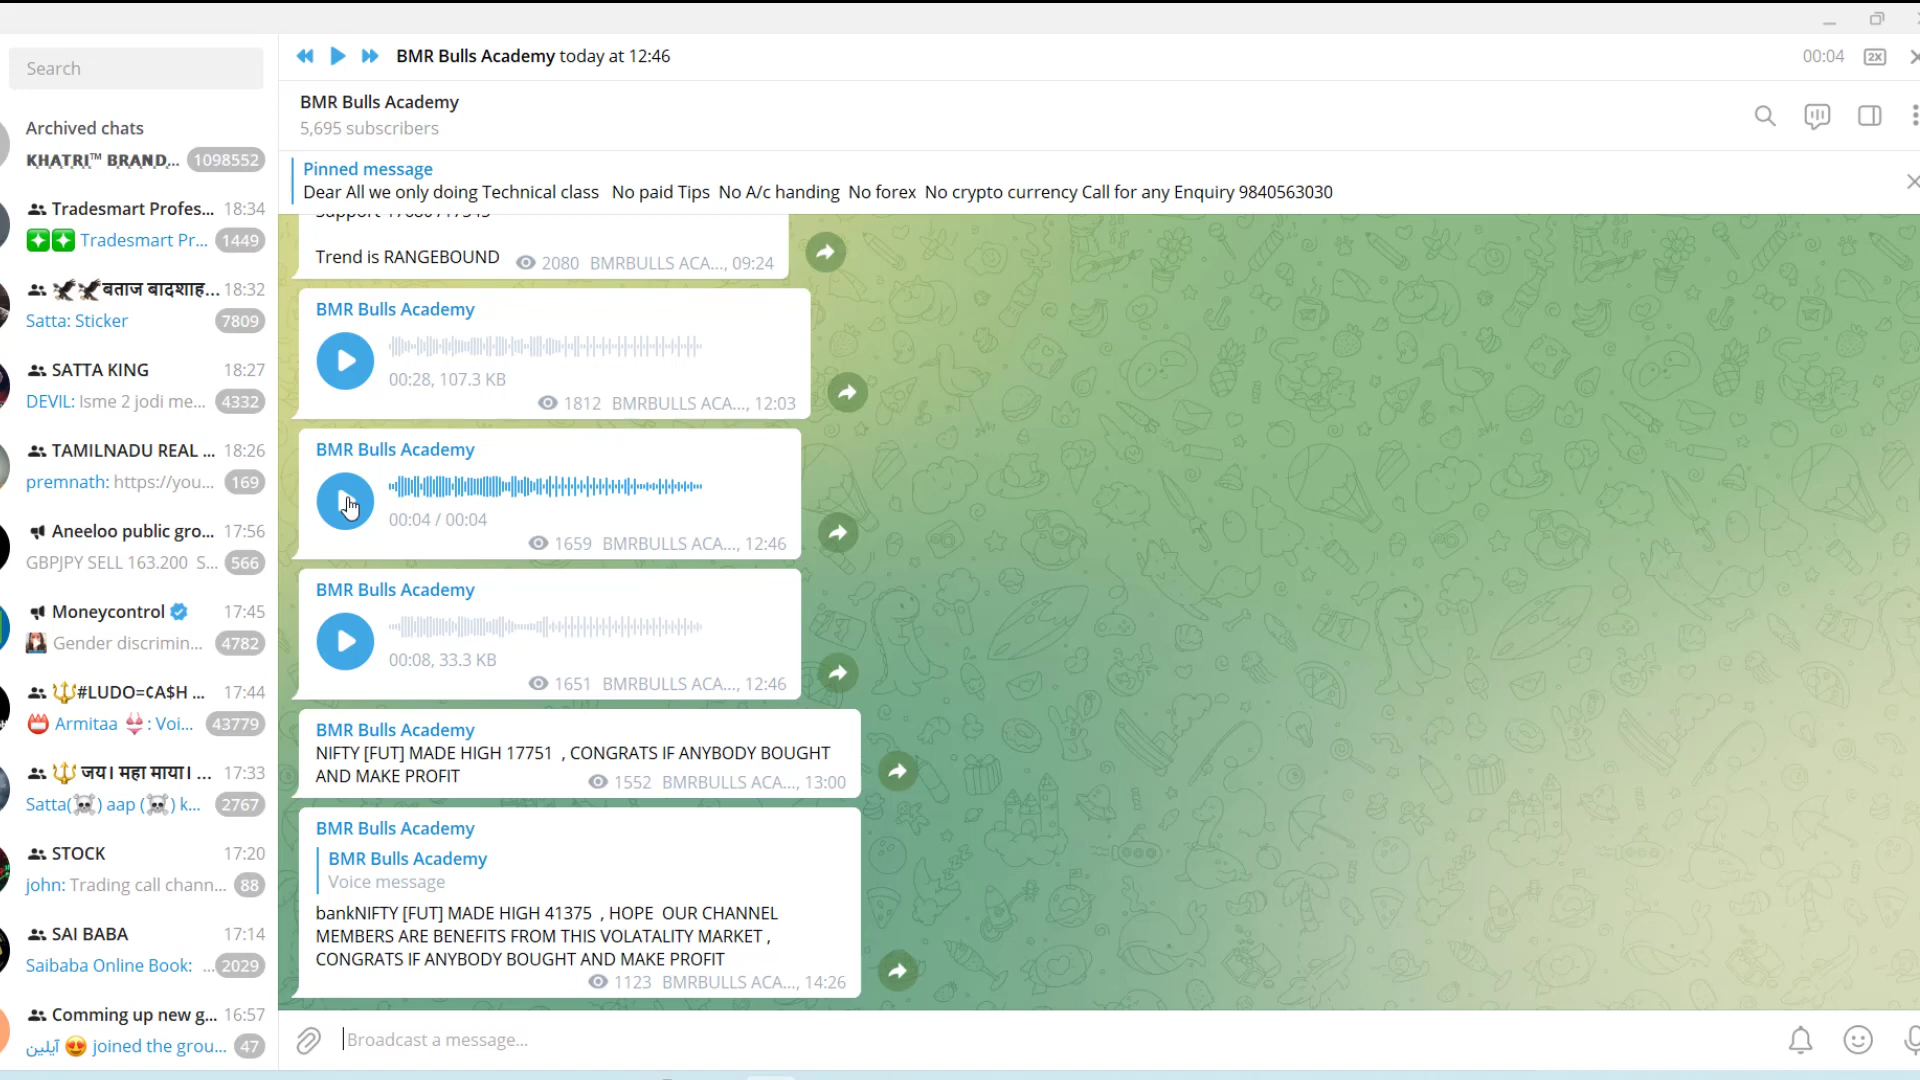 Search
Archived chats
KHATRI™ BRAND... 1098552
Tradesmart Profes... 18:34
Tradesmart Pr... 1449
बताज बादशाह... 18:32
Satta: Sticker 7809
SATTA KING 18:27
DEVIL: Isme 2 jodi me... 4332
TAMILNADU REAL ... 18:26
premnath: https://you... 169
Aneeloo public gro... 17:56
GBPJPY SELL 163.200 S... 566
Moneycontrol 17:45
Gender discrimin... 4782
#LUDO=¢A$H ... 17:44
Armitaa 👙: Voi... 43779
जय। महा माया। ... 17:33
Satta(☠️) aap (☠️) k... 2767
STOCK 17:20
john: Trading call chann... 88
SAI BABA 17:14
Saibaba Online Book: ... 2029
Comming up new g... 16:57
آیلین 😍 joined the grou... 47
BMR Bulls Academy today at 12:46
00:04 2X
BMR Bulls Academy
5,695 subscribers
Pinned message
Dear All we only doing Technical class No paid Tips No A/c handing No forex No crypto currency Call for any Enquiry 9840563030
Trend is RANGEBOUND 2080 BMRBULLS ACA..., 09:24
BMR Bulls Academy
00:28, 107.3 KB
1812 BMRBULLS ACA..., 12:03
BMR Bulls Academy
00:04 / 00:04
1659 BMRBULLS ACA..., 12:46
BMR Bulls Academy
00:08, 33.3 KB
1651 BMRBULLS ACA..., 12:46
BMR Bulls Academy
NIFTY [FUT] MADE HIGH 17751 , CONGRATS IF ANYBODY BOUGHT
AND MAKE PROFIT 1552 BMRBULLS ACA..., 13:00
BMR Bulls Academy
BMR Bulls Academy
Voice message
bankNIFTY [FUT] MADE HIGH 41375 , HOPE OUR CHANNEL
MEMBERS ARE BENEFITS FROM THIS VOLATALITY MARKET ,
CONGRATS IF ANYBODY BOUGHT AND MAKE PROFIT
1123 BMRBULLS ACA..., 14:26
Broadcast a message...